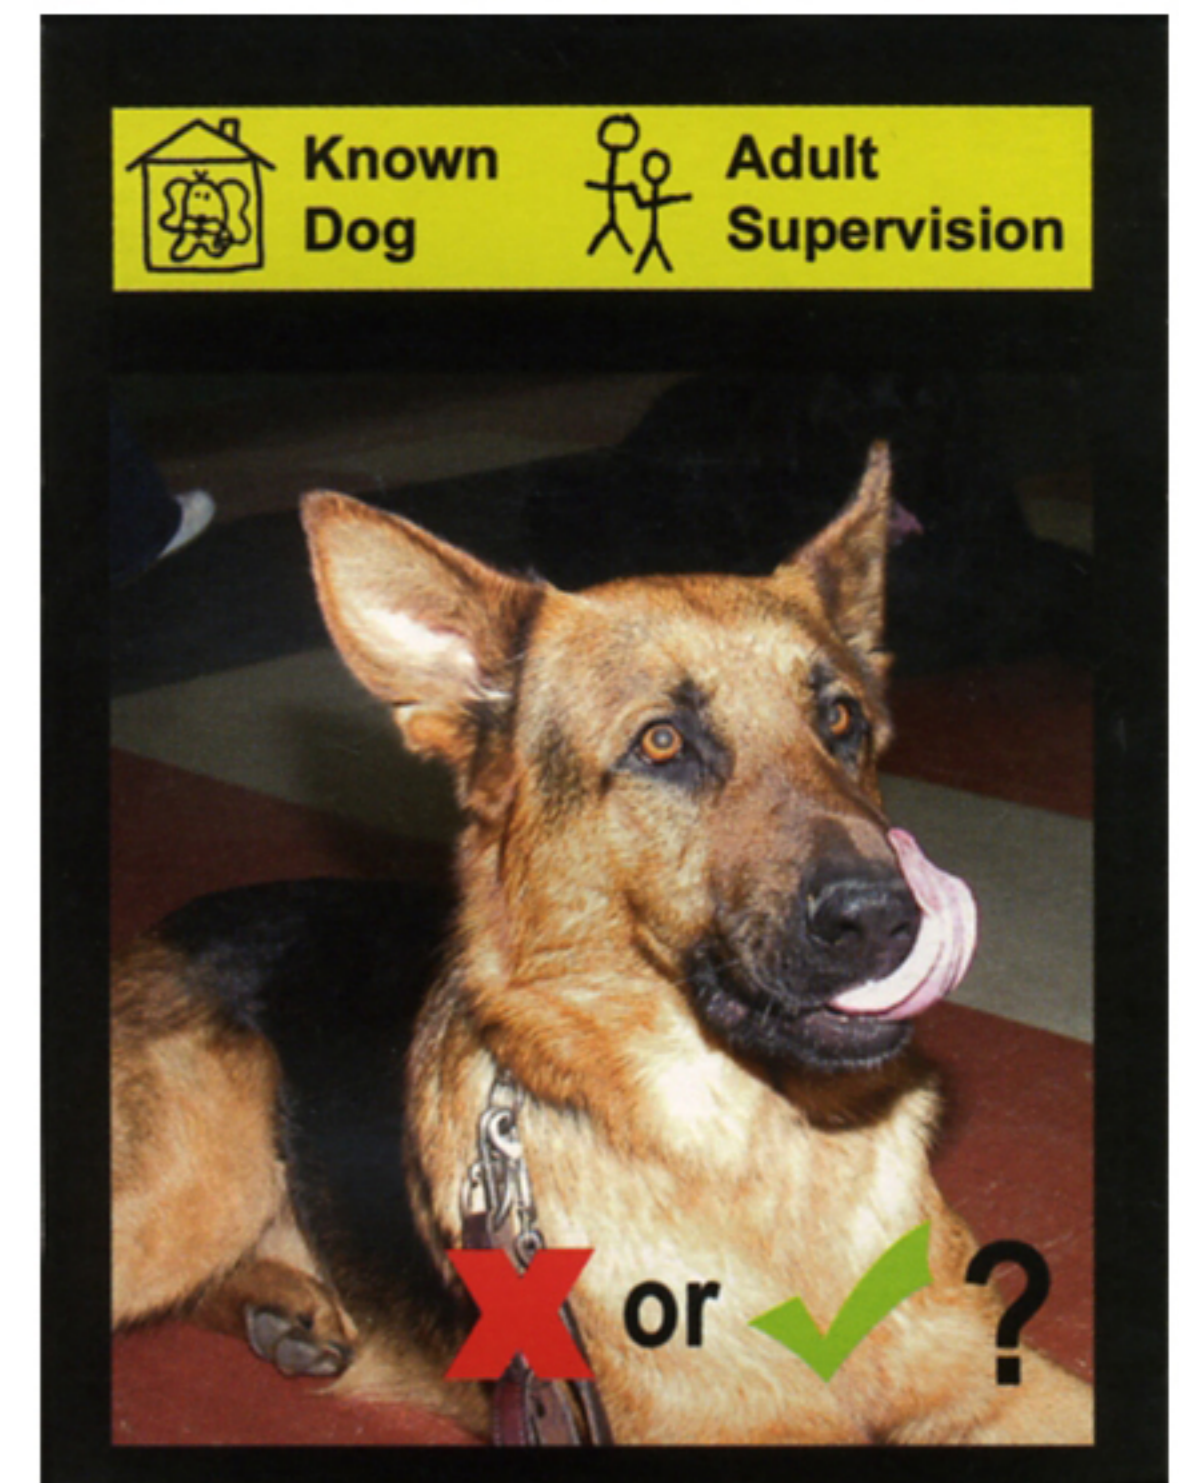 Known
Dog
Adult
Supervision
X or ✓ ?